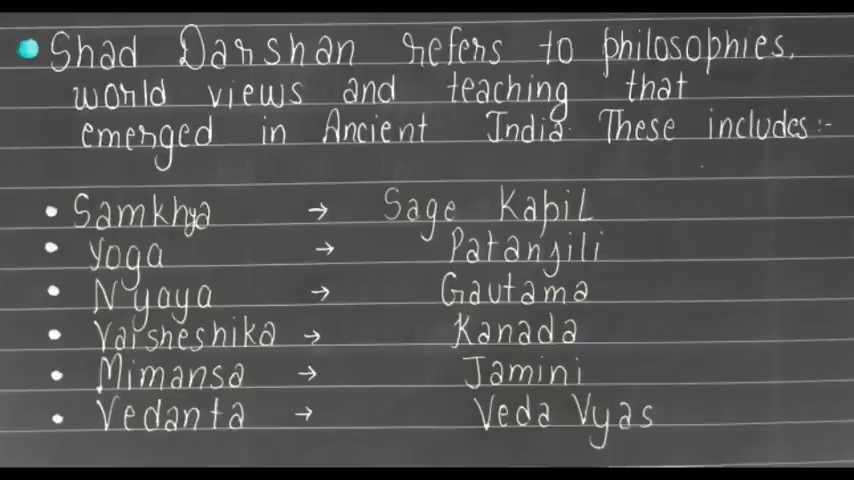 Shad Darshan refers to philosophies,
world views and teaching that
emerged in Ancient India. These includes:-
• Samkhya → Sage Kapil
• Yoga → Patanjili
• Nyaya → Gautama
• Vaisheshika → Kanada
• Mimansa → Jamini
• Vedanta → Veda Vyas